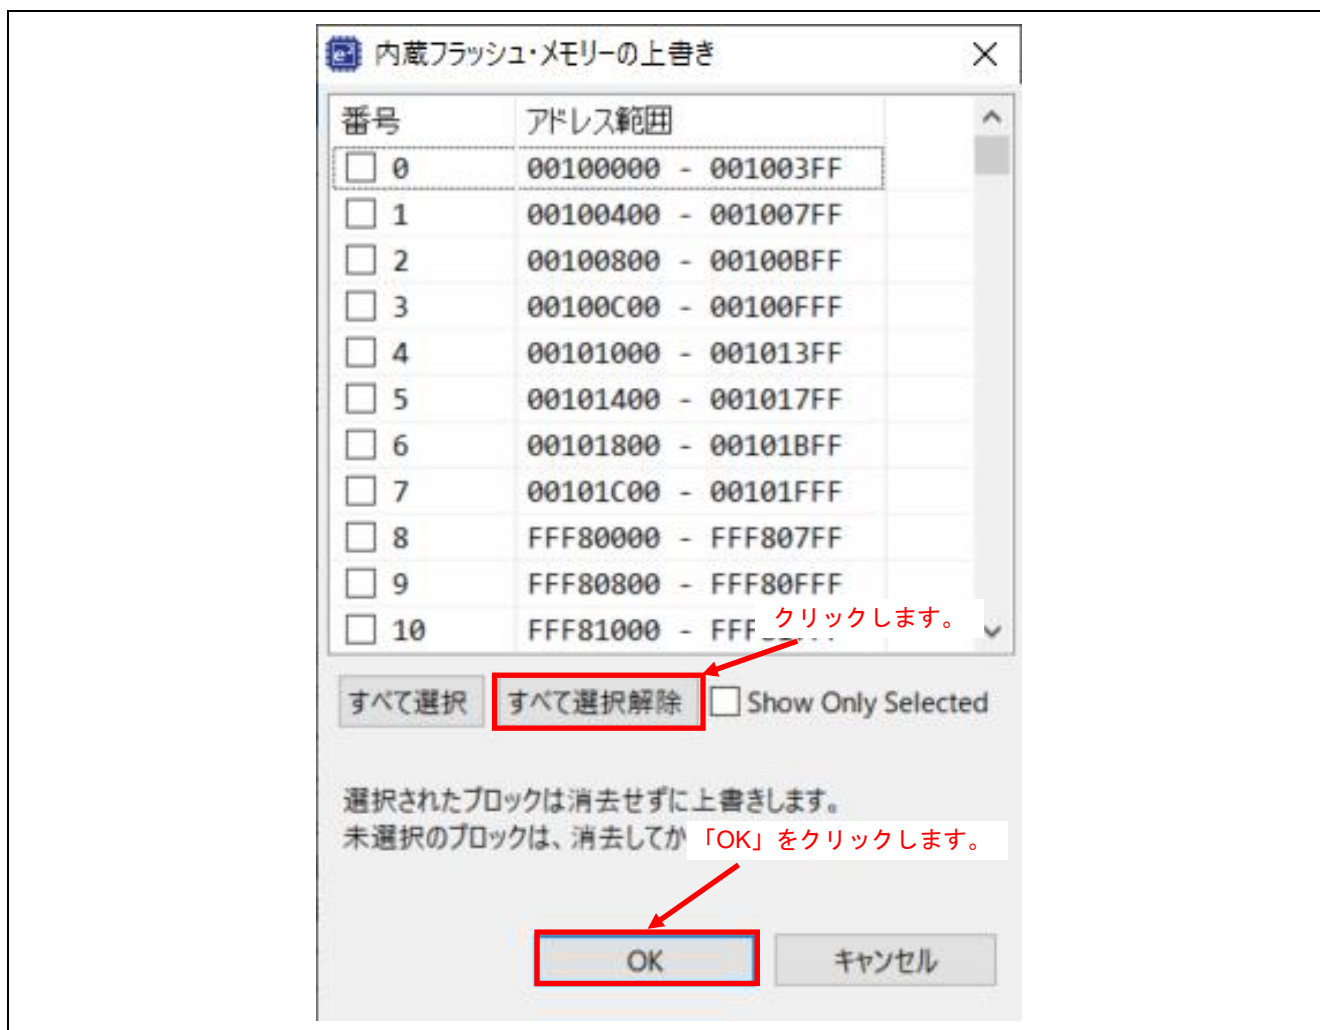 内蔵フラッシュ・メモリーの上書き
番号 アドレス範囲
0 00100000 - 001003FF
1 00100400 - 001007FF
2 00100800 - 00100BFF
3 00100C00 - 00100FFF
4 00101000 - 001013FF
5 00101400 - 001017FF
6 00101800 - 00101BFF
7 00101C00 - 00101FFF
8 FFF80000 - FFF807FF
9 FFF80800 - FFF80FFF
クリックします。
10 FFF81000 -
すべて選択 すべて選択解除 Show Only Selected
選択されたブロックは消去せずに上書きします。
未選択のブロックは、消去してか
「OK」をクリックします。
OK キャンセル